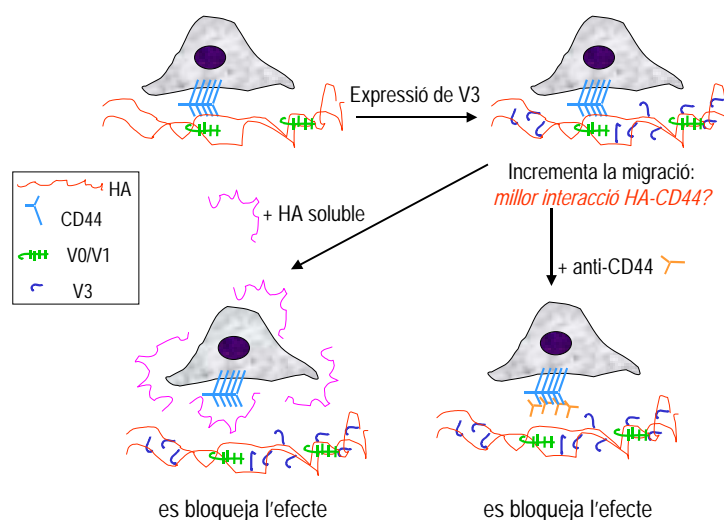 Expressió de V3
HA
CD44
V0/V1
V3
+ HA soluble
Incrementa la migració:
millor interacció HA-CD44?
+ anti-CD44
es bloqueja l'efecte
es bloqueja l'efecte